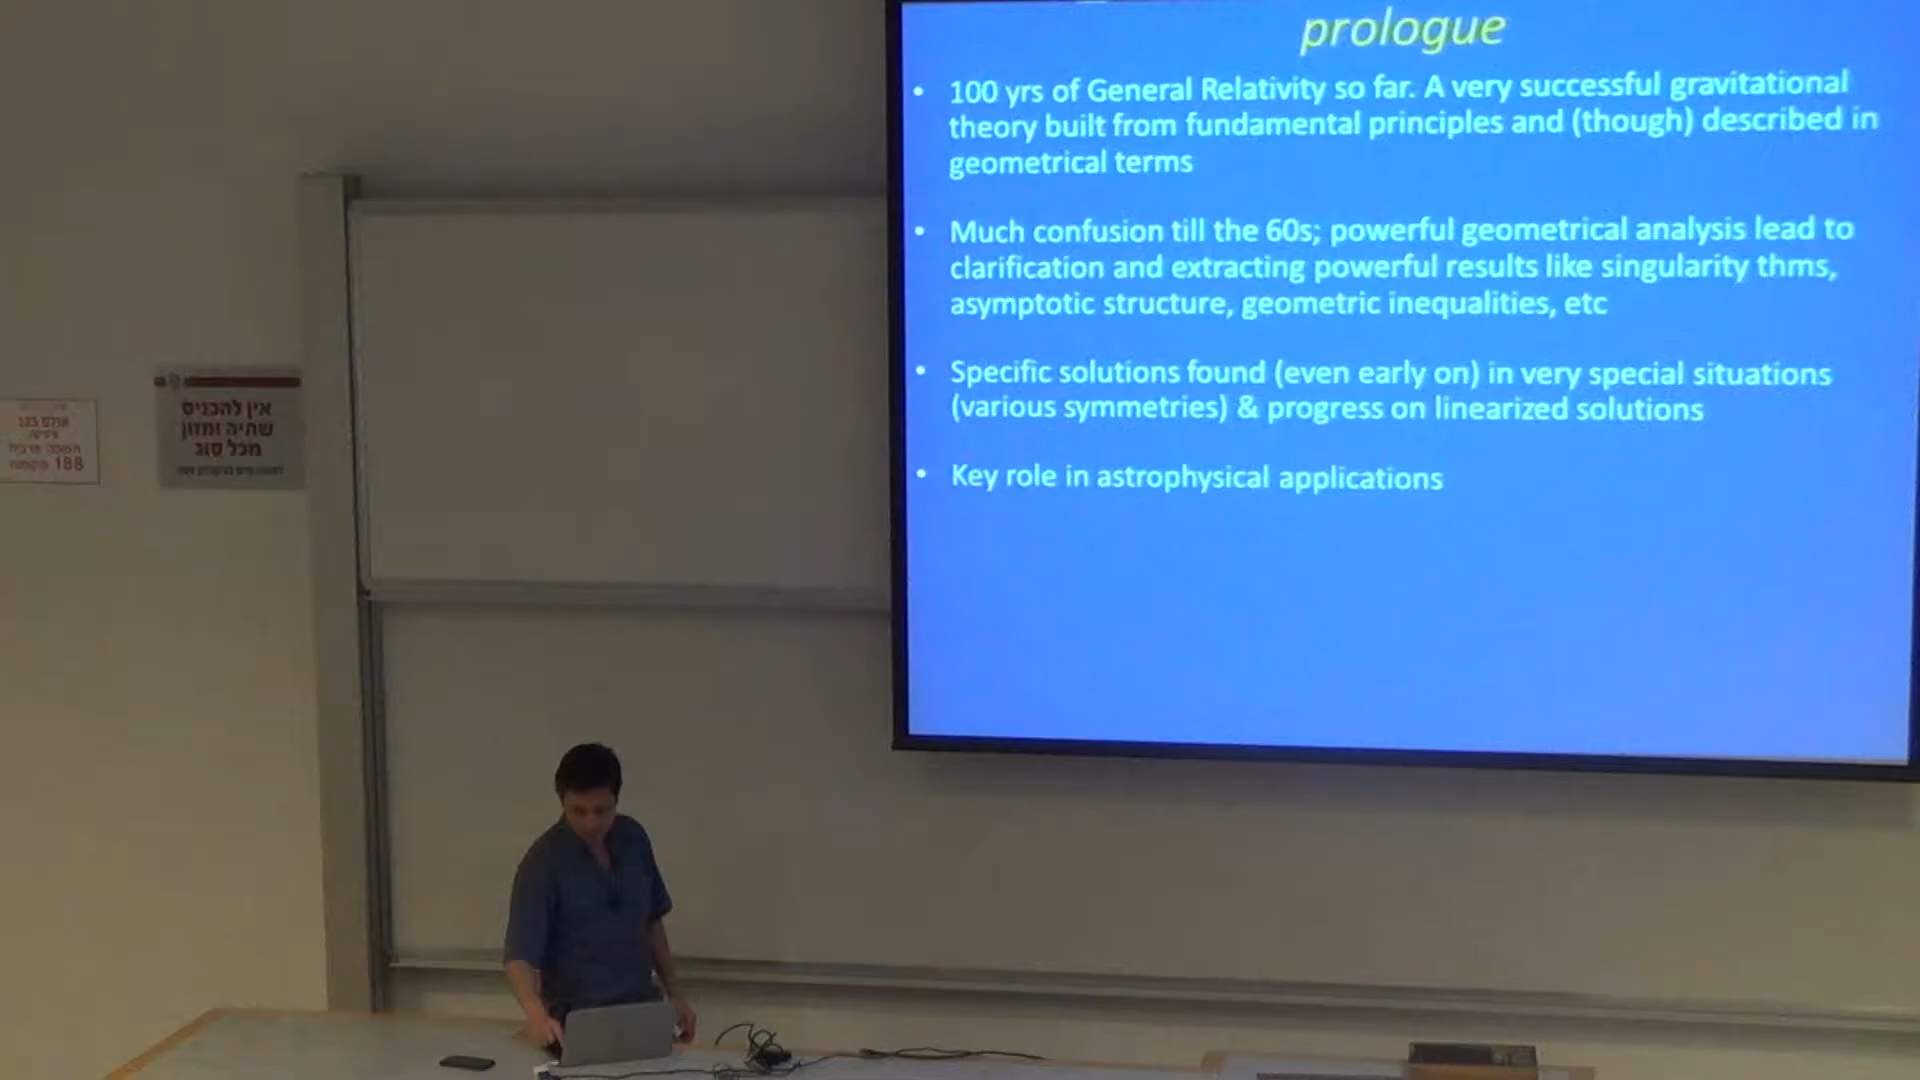 prologue
• 100 yrs of General Relativity so far. A very successful gravitational
theory built from fundamental principles and (though) described in
geometrical terms
• Much confusion till the 60s; powerful geometrical analysis lead to
clarification and extracting powerful results like singularity thms,
asymptotic structure, geometric inequalities, etc
• Specific solutions found (even early on) in very special situations
(various symmetries) & progress on linearized solutions
• Key role in astrophysical applications
אין להכניס
שתיה ומזון
מכל סוג
188